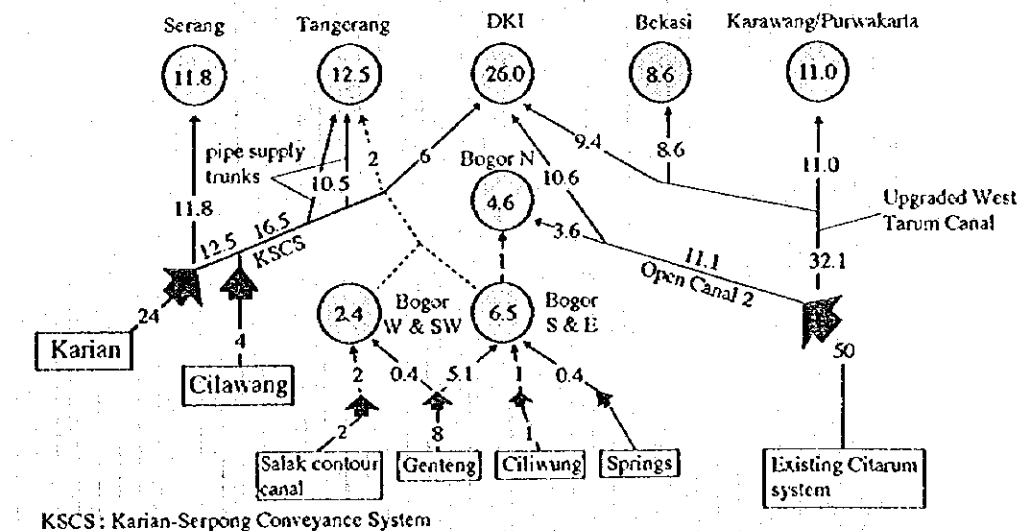 Serang
Tangerang
DKI
Bekasi
Karawang/Purwakarta
11.8
12.5
26.0
8.6
11.0
pipe supply
trunks
2
6
9.4
8.6
11.0
Bogor N
10.5
10.6
4.6
Upgraded West
Tarum Canal
11.8
12.5
16.5
KSCS
3.6
11.1
Open Canal 2
32.1
1
24
Karian
4
Cilawang
2.4
Bogor
W & SW
6.5
Bogor
S & E
50
2
0.4
5.1
1
0.4
2
8
1
Salak contour
canal
Genteng
Ciliwung
Springs
Existing Citarum
system
KSCS : Karian-Serpong Conveyance System